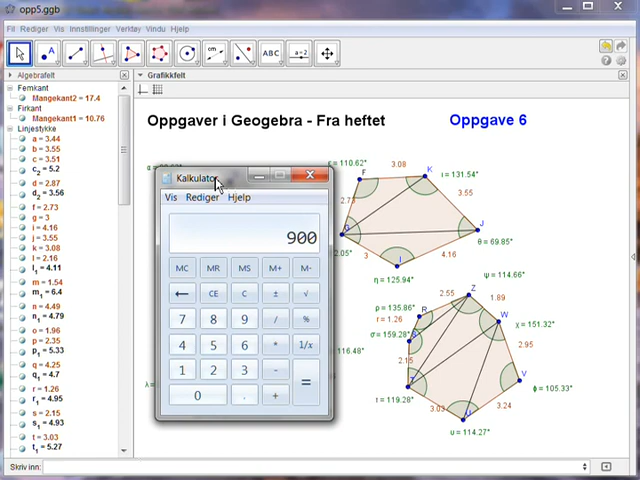 opp5.ggb
Fil Rediger Vis Innstillinger Verktøy Vindu Hjelp
A
cm
ABC
a=2
Algebrafelt
Grafikkfelt
Femkant
Mangekant2 = 17.4
Firkant
Mangekant1 = 10.76
Linjestykke
a = 3.44
b = 3.55
c = 3.51
c₂ = 5.2
d = 2.87
d₂ = 3.56
f = 2.73
g = 3
i = 4.16
j = 3.55
k = 3.08
l = 2.16
l₁ = 4.11
m = 1.54
m₁ = 6.4
n = 4.49
n₁ = 4.79
o = 1.96
p = 2.35
p₁ = 5.33
q = 4.25
q₁ = 4.7
r = 1.26
r₁ = 4.95
s = 2.15
s₁ = 4.93
t = 3.03
t₁ = 5.27
Oppgaver i Geogebra - Fra heftet
Oppgave 6
κ = 110.62°
3.08
K
ι = 131.54°
F
2.73
3.55
J
θ = 69.85°
2.05°
3
I
4.16
η = 125.94°
ψ = 114.66°
Z
1.89
ρ = 135.86°
R
r = 1.26
W
χ = 151.32°
σ = 159.28°
2.95
116.48°
2.15
V
φ = 105.33°
τ = 119.28°
3.03
U
3.24
υ = 114.27°
Kalkulator
Vis Rediger Hjelp
900
MC MR MS M+ M-
← CE C ± √
7 8 9 / %
4 5 6 * 1/x
1 2 3 - =
0 . +
Skriv inn: